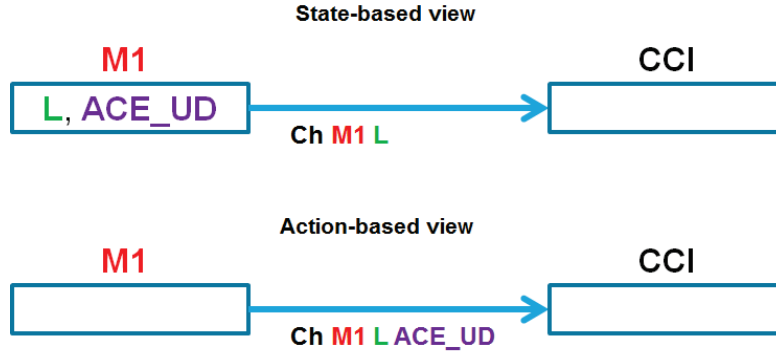 State-based view
M1 CCI
L, ACE_UD
Ch M1 L
Action-based view
M1 CCI
Ch M1 L ACE_UD